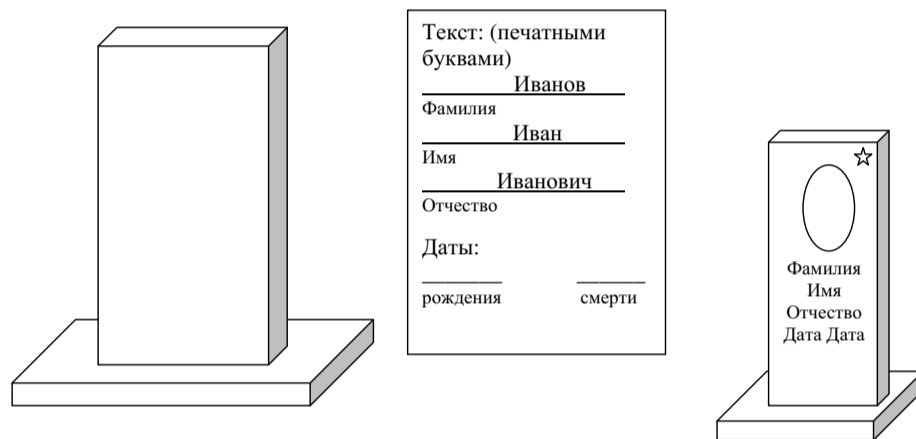 Текст: (печатными
буквами)
Иванов
Фамилия
Иван
Имя
Иванович
Отчество
Даты:
рождения смерти
Фамилия
Имя
Отчество
Дата Дата